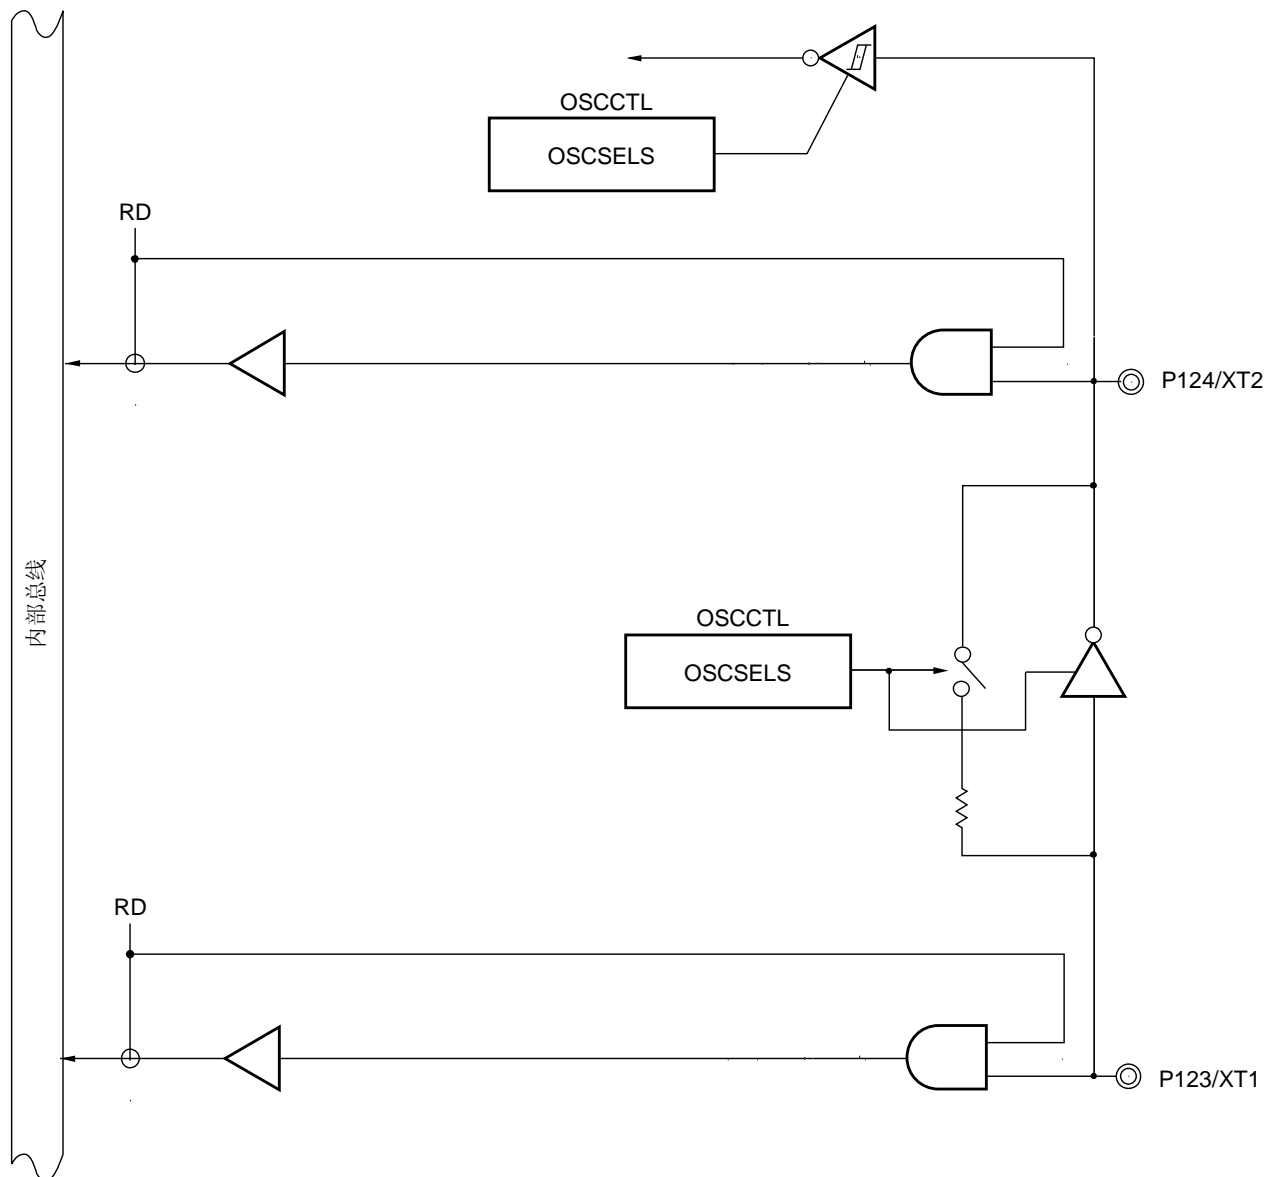 OSCCTL
OSCSELS
RD
P124/XT2
内部总线
OSCCTL
OSCSELS
RD
P123/XT1